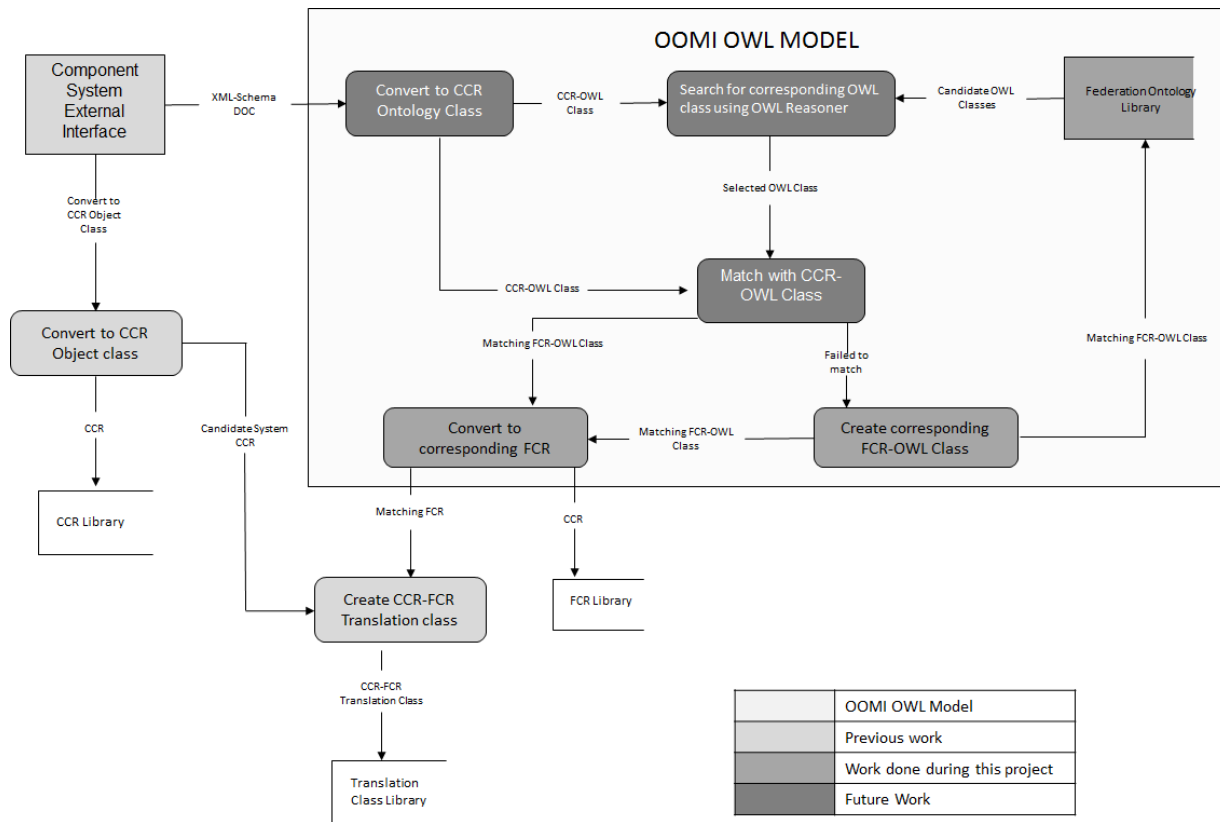 OOMI OWL MODEL
Component
System
External
Interface
XML-Schema
DOC
Convert to CCR
Ontology Class
CCR-OWL
Class
Search for corresponding OWL
class using OWL Reasoner
Candidate OWL
Classes
Federation Ontology
Library
Convert to
CCR Object
Class
Selected OWL Class
CCR-OWL Class
Match with CCR-
OWL Class
Convert to CCR
Object class
Matching FCR-OWL Class
Failed to
match
Matching FCR-OWL Class
CCR
Candidate System
CCR
Convert to
corresponding FCR
Matching FCR-OWL
Class
Create corresponding
FCR-OWL Class
CCR Library
Matching FCR
CCR
Create CCR-FCR
Translation class
FCR Library
CCR-FCR
Translation Class
Translation
Class Library
OOMI OWL Model
Previous work
Work done during this project
Future Work